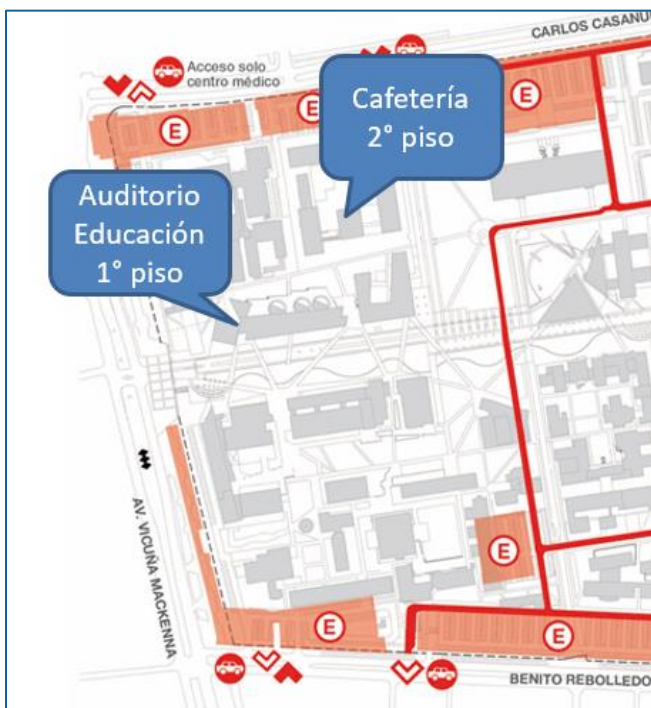 CARLOS CASANU
Acceso solo
centro médico
E
E
Cafetería
2° piso
Auditorio
Educación
1° piso
E
AV. VICUÑA MACKENNA
E
E
BENITO REBOLLEDO